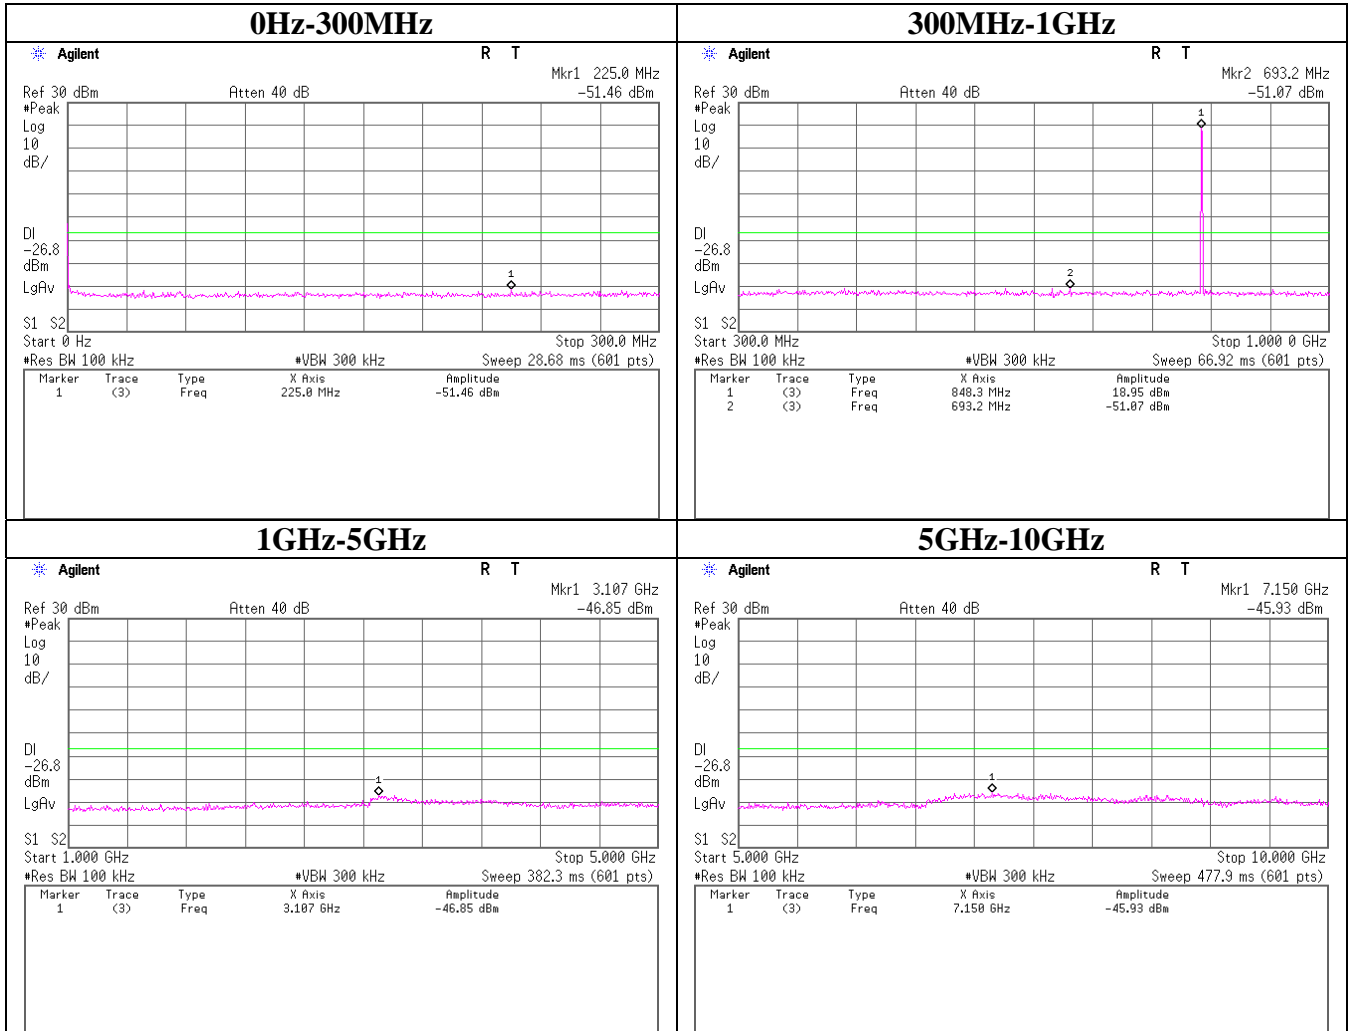 0Hz-300MHz
Agilent R T
Mkr1 225.0 MHz
Ref 30 dBm Atten 40 dB -51.46 dBm
#Peak
Log
10
dB/
DI
-26.8
dBm
LgAv
1
S1 S2
Start 0 Hz Stop 300.0 MHz
#Res BW 100 kHz #VBW 300 kHz Sweep 28.68 ms (601 pts)
Marker Trace Type X Axis Amplitude
1 (3) Freq 225.0 MHz -51.46 dBm
300MHz-1GHz
Agilent R T
Mkr2 693.2 MHz
Ref 30 dBm Atten 40 dB -51.07 dBm
#Peak
1
Log
10
dB/
DI
-26.8
dBm
2
LgAv
S1 S2
Start 300.0 MHz Stop 1.000 0 GHz
#Res BW 100 kHz #VBW 300 kHz Sweep 66.92 ms (601 pts)
Marker Trace Type X Axis Amplitude
1 (3) Freq 848.3 MHz 18.95 dBm
2 (3) Freq 693.2 MHz -51.07 dBm
1GHz-5GHz
Agilent R T
Mkr1 3.107 GHz
Ref 30 dBm Atten 40 dB -46.85 dBm
#Peak
Log
10
dB/
DI
-26.8
dBm
1
LgAv
S1 S2
Start 1.000 GHz Stop 5.000 GHz
#Res BW 100 kHz #VBW 300 kHz Sweep 382.3 ms (601 pts)
Marker Trace Type X Axis Amplitude
1 (3) Freq 3.107 GHz -46.85 dBm
5GHz-10GHz
Agilent R T
Mkr1 7.150 GHz
Ref 30 dBm Atten 40 dB -45.93 dBm
#Peak
Log
10
dB/
DI
-26.8
dBm
1
LgAv
S1 S2
Start 5.000 GHz Stop 10.000 GHz
#Res BW 100 kHz #VBW 300 kHz Sweep 477.9 ms (601 pts)
Marker Trace Type X Axis Amplitude
1 (3) Freq 7.150 GHz -45.93 dBm